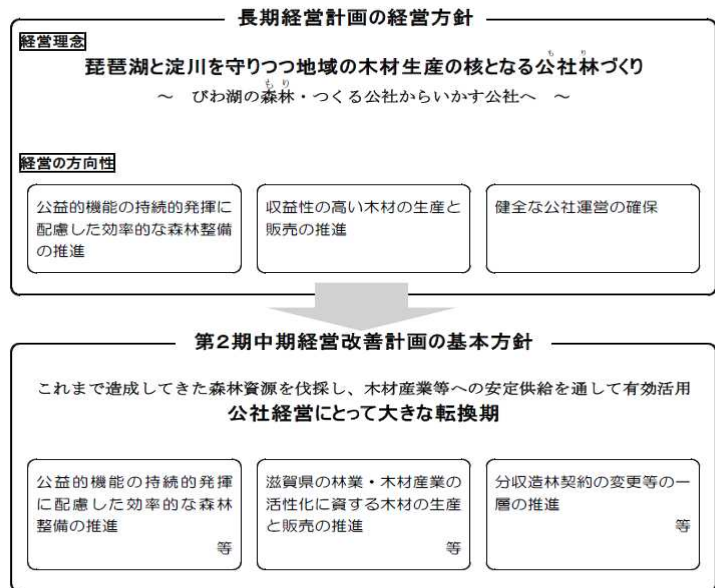 長期経営計画の経営方針
経営理念
琵琶湖と淀川を守りつつ地域の木材生産の核となる公社林づくり
～ びわ湖の森林・つくる公社からいかす公社へ ～
経営の方向性
公益的機能の持続的発揮に
配慮した効率的な森林整備
の推進
収益性の高い木材の生産と
販売の推進
健全な公社運営の確保
第2期中期経営改善計画の基本方針
これまで造成してきた森林資源を伐採し、木材産業等への安定供給を通して有効活用
公社経営にとって大きな転換期
公益的機能の持続的発揮
に配慮した効率的な森林
整備の推進
等
滋賀県の林業・木材産業の
活性化に資する木材の生産
と販売の推進
等
分収造林契約の変更等の一
層の推進
等